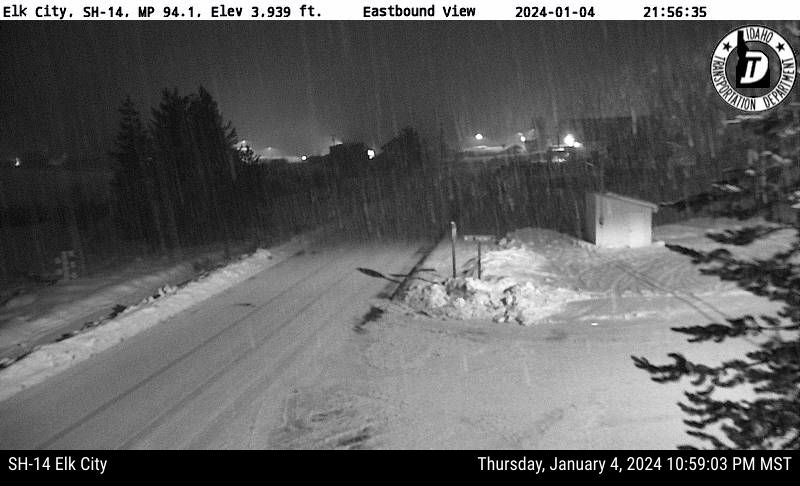 Elk City, SH-14, MP 94.1, Elev 3,939 ft. Eastbound View 2024-01-04 21:56:35
IDAHO
TRANSPORTATION DEPARTMENT
SH-14 Elk City Thursday, January 4, 2024 10:59:03 PM MST